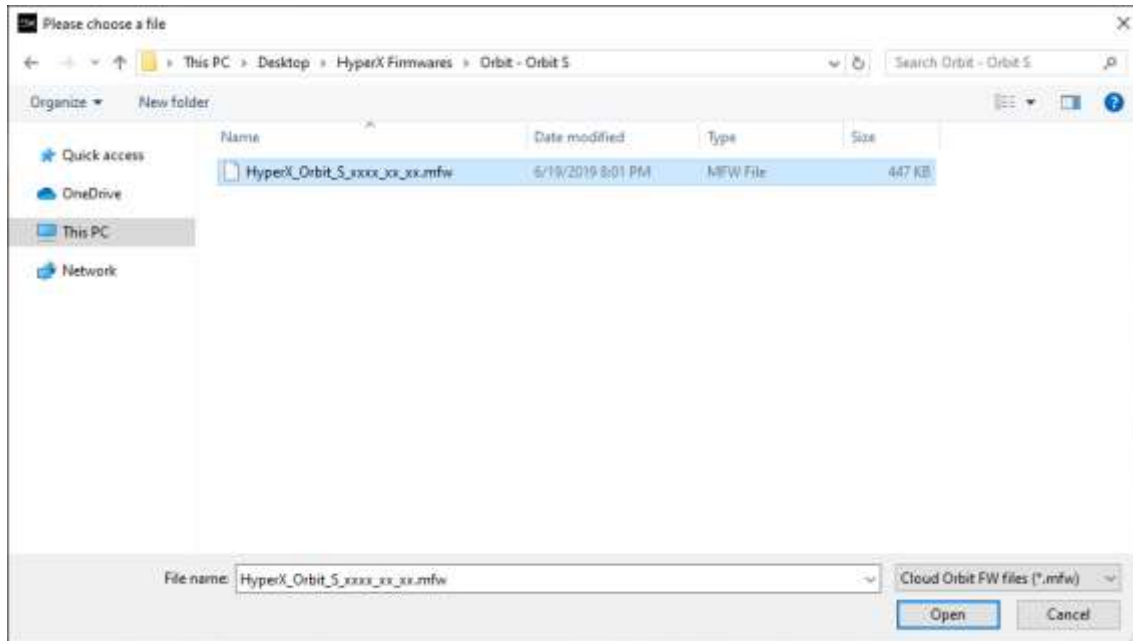 Please choose a file
This PC > Desktop > HyperX Firmwares > Orbit - Orbit S
Search Orbit - Orbit S
Organize
New folder
Name
Date modified
Type
Size
Quick access
OneDrive
This PC
Network
HyperX_Orbit_S_xxxx_xx_xx.mfw
6/19/2019 8:01 PM
MFW File
447 KB
File name:
HyperX_Orbit_S_xxxx_xx_xx.mfw
Cloud Orbit FW files (*.mfw)
Open
Cancel